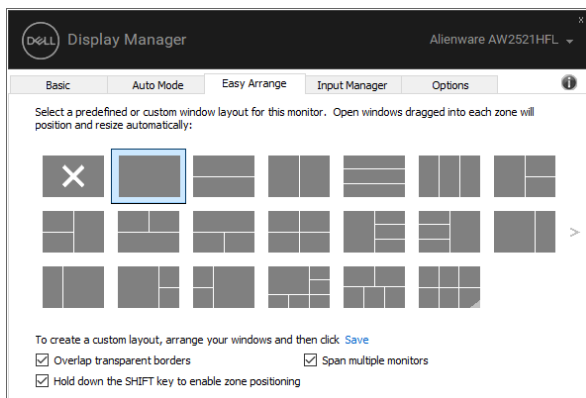 DELL Display Manager Alienware AW2521HFL
Basic Auto Mode Easy Arrange Input Manager Options
Select a predefined or custom window layout for this monitor. Open windows dragged into each zone will
position and resize automatically:
To create a custom layout, arrange your windows and then click Save
Overlap transparent borders Span multiple monitors
Hold down the SHIFT key to enable zone positioning